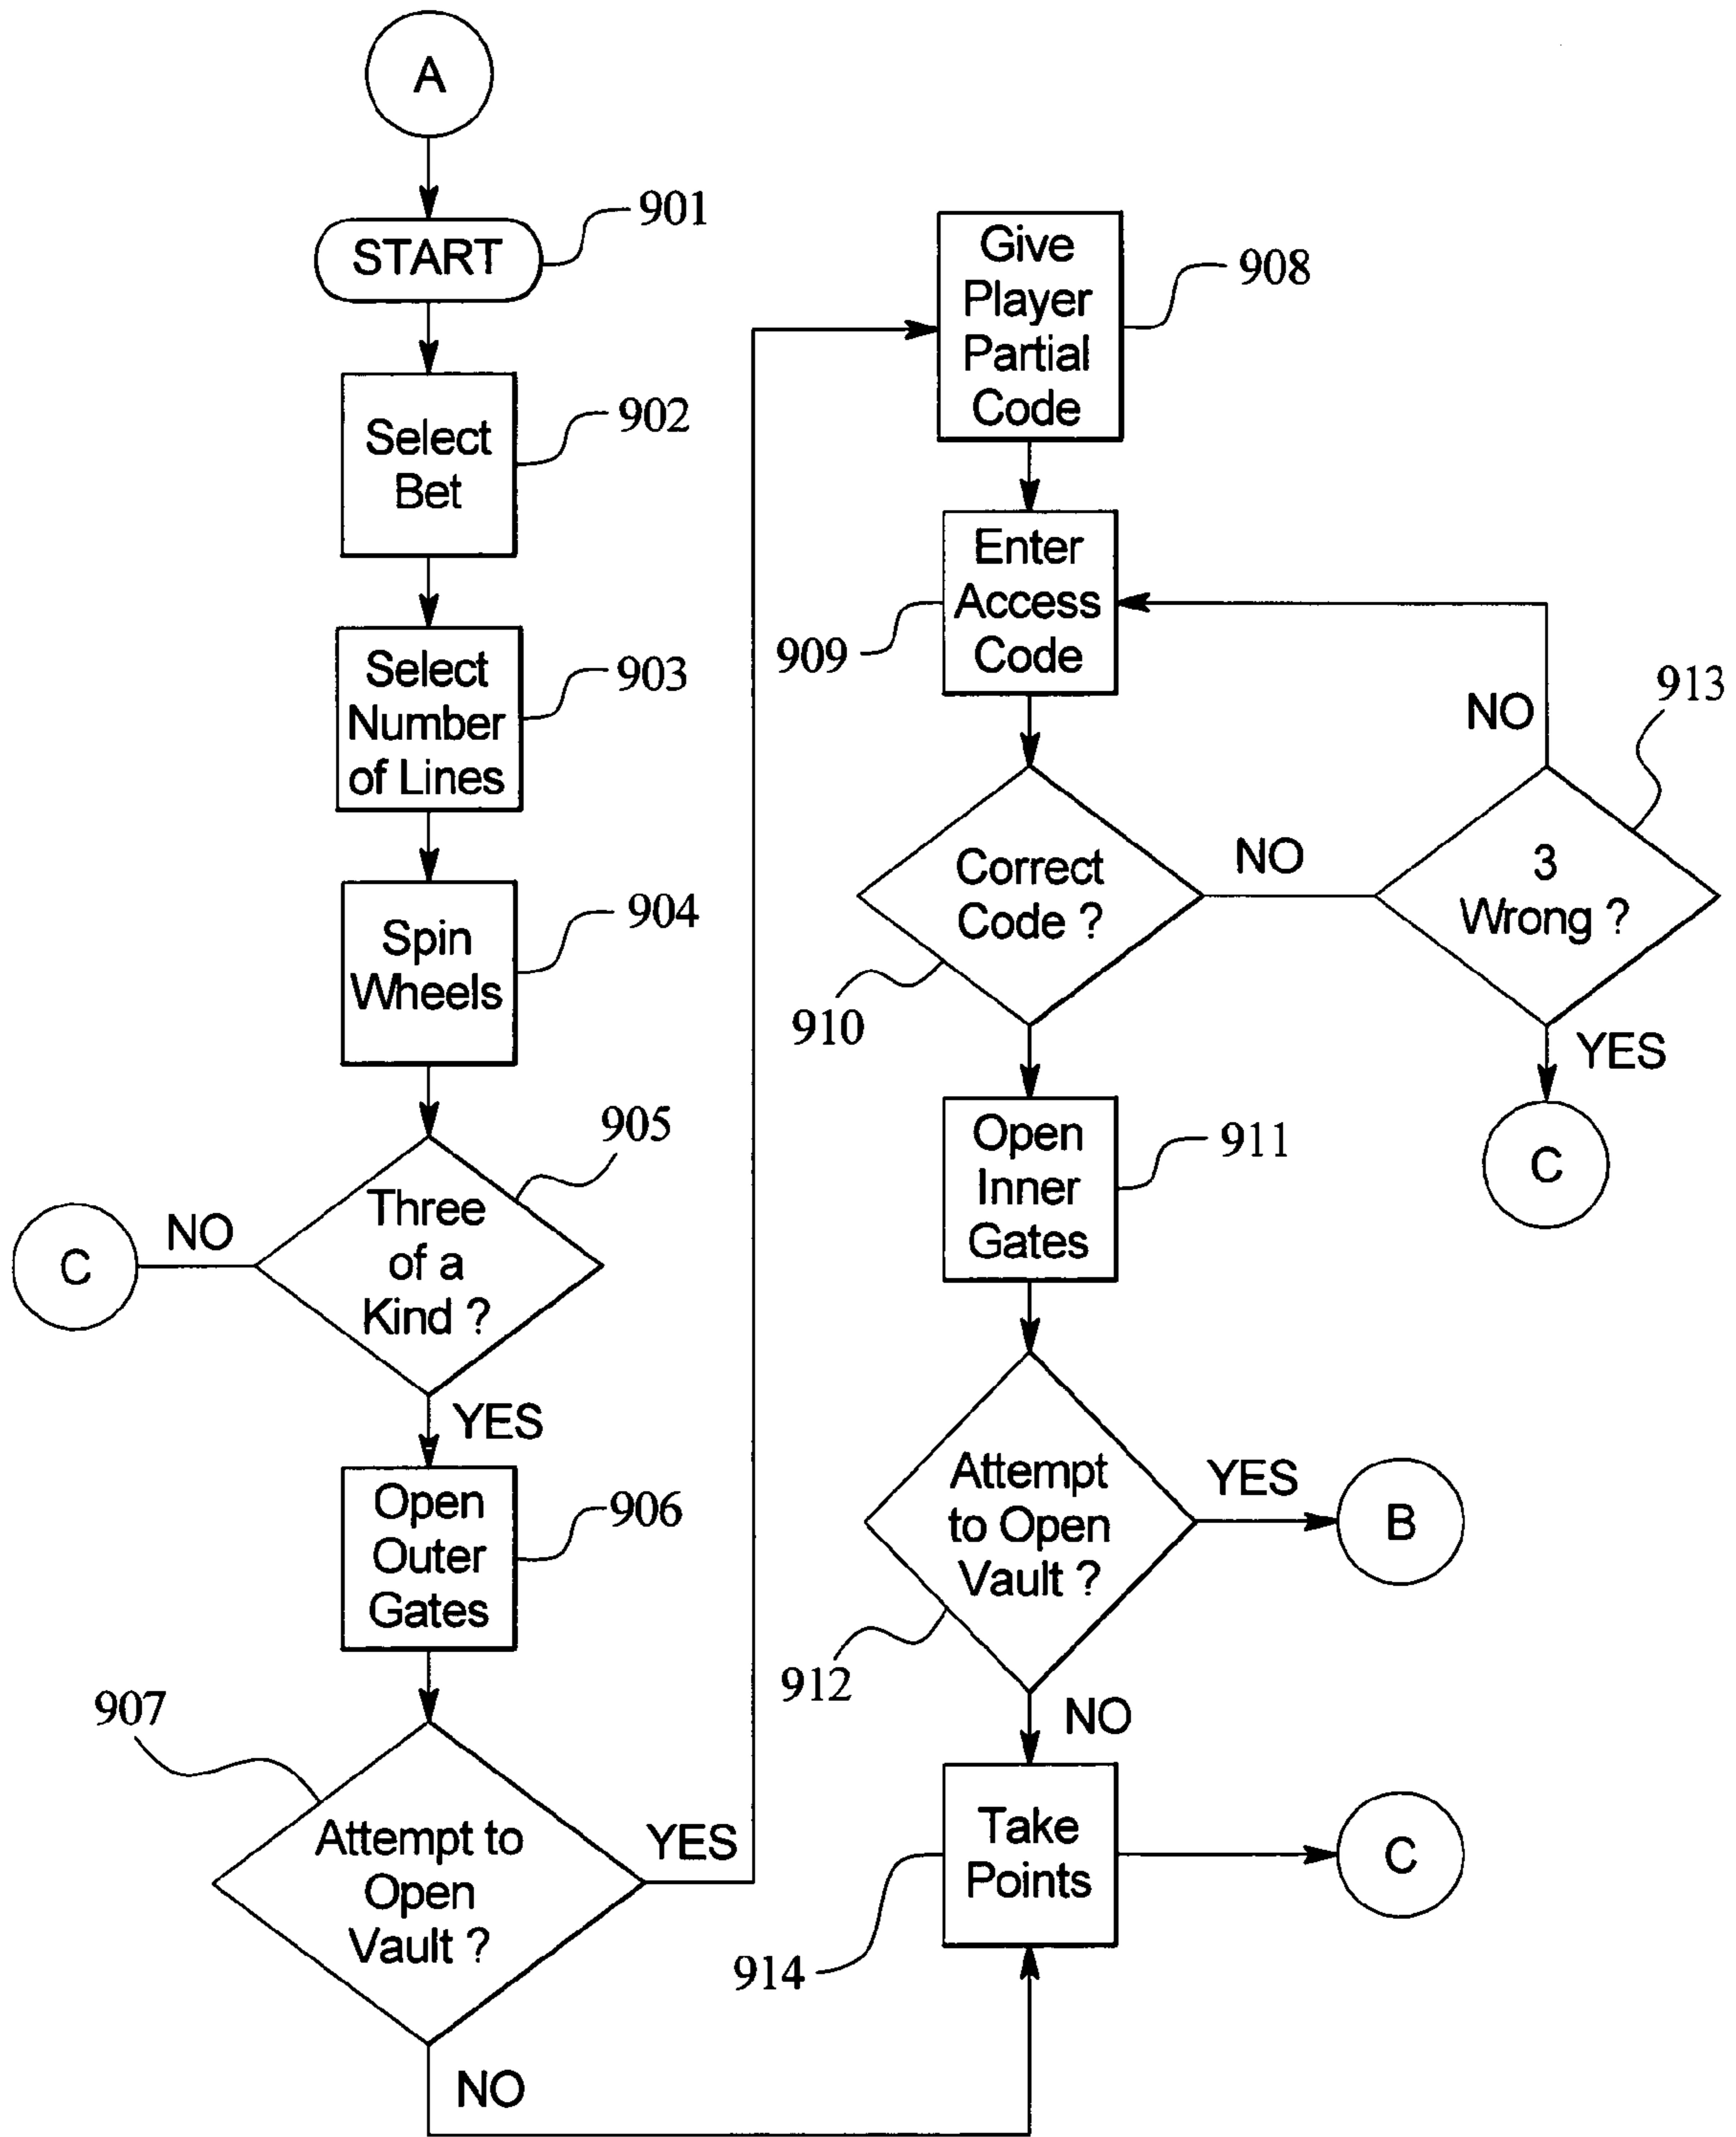 A
START
901
Select
Bet
902
Select
Number
of Lines
903
Spin
Wheels
904
Three
of a
Kind ?
905
NO
C
YES
Open
Outer
Gates
906
Attempt to
Open
Vault ?
907
YES
NO
Give
Player
Partial
Code
908
Enter
Access
Code
909
Correct
Code ?
910
NO
3
Wrong ?
913
NO
YES
C
Open
Inner
Gates
911
Attempt
to Open
Vault ?
912
YES
B
NO
Take
Points
914
C